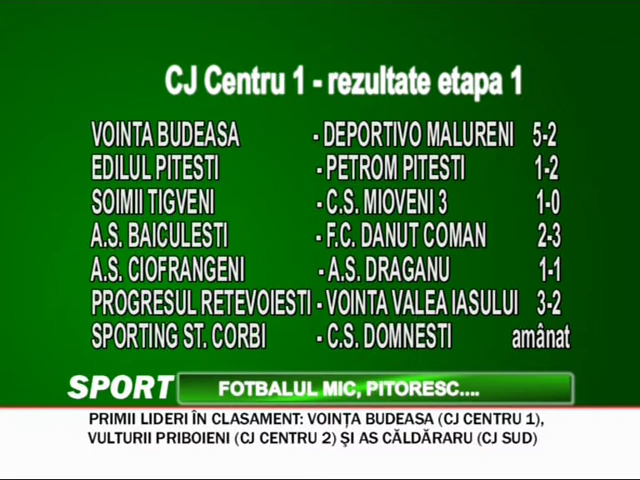 CJ Centru 1 - rezultate etapa 1
VOINTA BUDEASA - DEPORTIVO MALURENI 5-2
EDILUL PITESTI - PETROM PITESTI 1-2
SOIMII TIGVENI - C.S. MIOVENI 3 1-0
A.S. BAICULESTI - F.C. DANUT COMAN 2-3
A.S. CIOFRANGENI - A.S. DRAGANU 1-1
PROGRESUL RETEVOIESTI - VOINTA VALEA IASULUI 3-2
SPORTING ST. CORBI - C.S. DOMNESTI amânat
SPORT FOTBALUL MIC, PITORESC....
PRIMII LIDERI ÎN CLASAMENT: VOINȚA BUDEASA (CJ CENTRU 1),
VULTURII PRIBOIENI (CJ CENTRU 2) ȘI AS CĂLDĂRARU (CJ SUD)